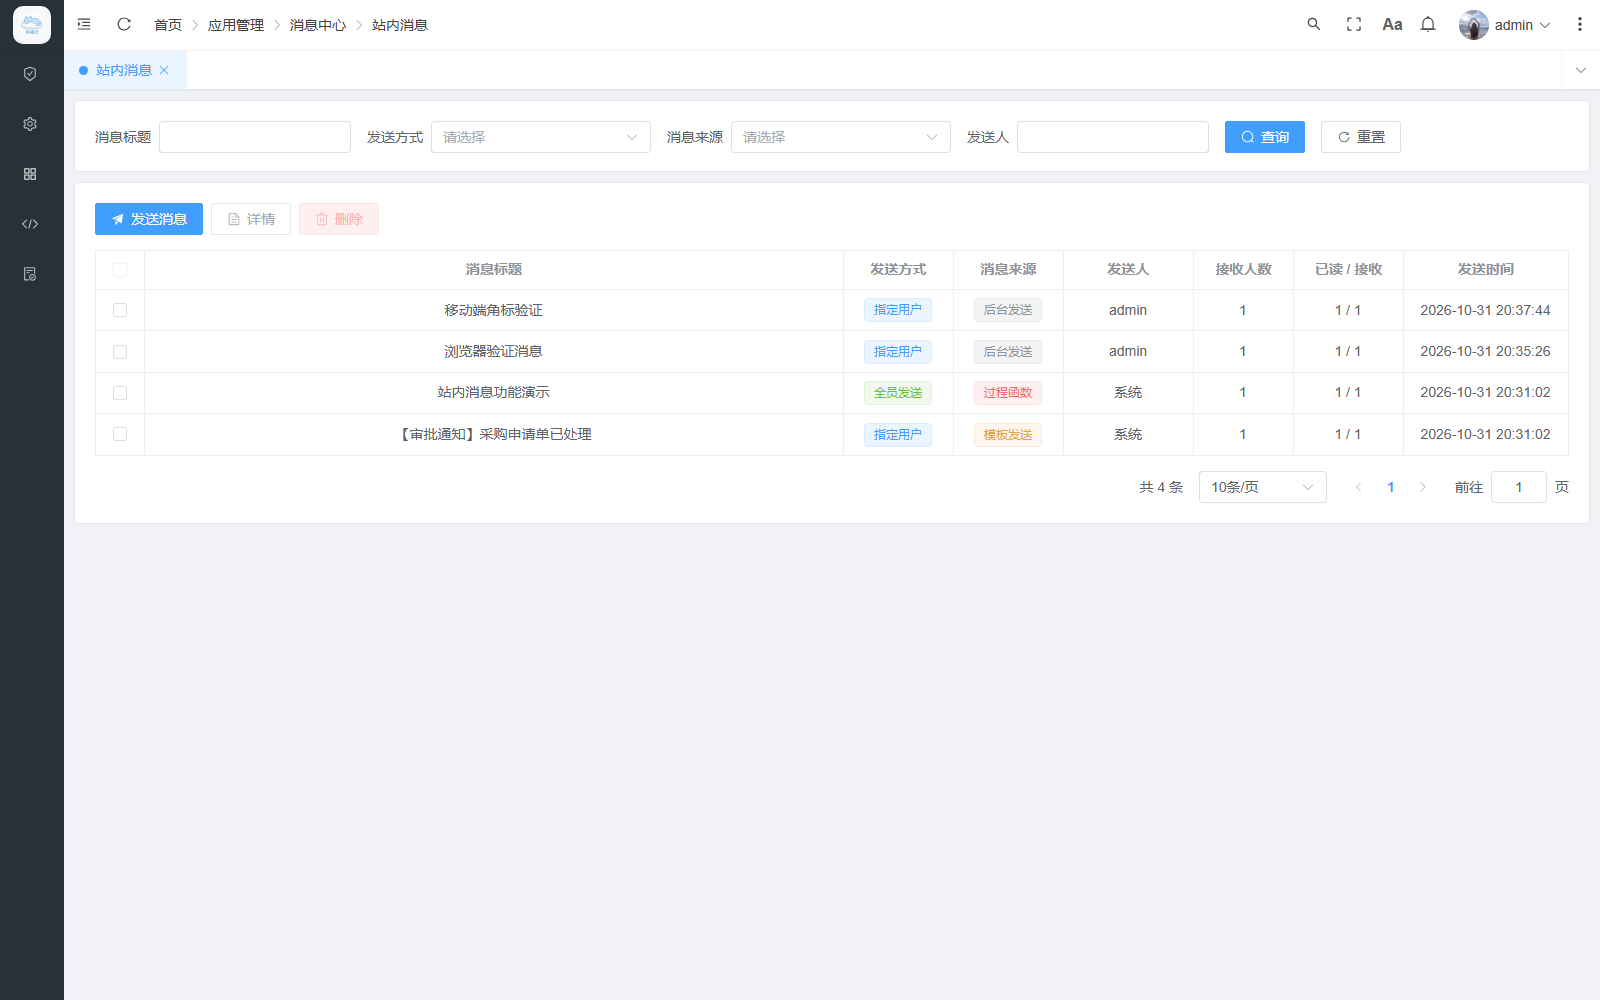 首页 应用管理 消息中心 站内消息 Aa admin
站内消息
消息标题 发送方式 请选择 消息来源 请选择 发送人 查询 重置
发送消息 详情 删除
消息标题 发送方式 消息来源 发送人 接收人数 已读 / 接收 发送时间
移动端角标验证 指定用户 后台发送 admin 1 1 / 1 2026-10-31 20:37:44
浏览器验证消息 指定用户 后台发送 admin 1 1 / 1 2026-10-31 20:35:26
站内消息功能演示 全员发送 过程函数 系统 1 1 / 1 2026-10-31 20:31:02
【审批通知】采购申请单已处理 指定用户 模板发送 系统 1 1 / 1 2026-10-31 20:31:02
共 4 条 10条/页 1 前往 1 页